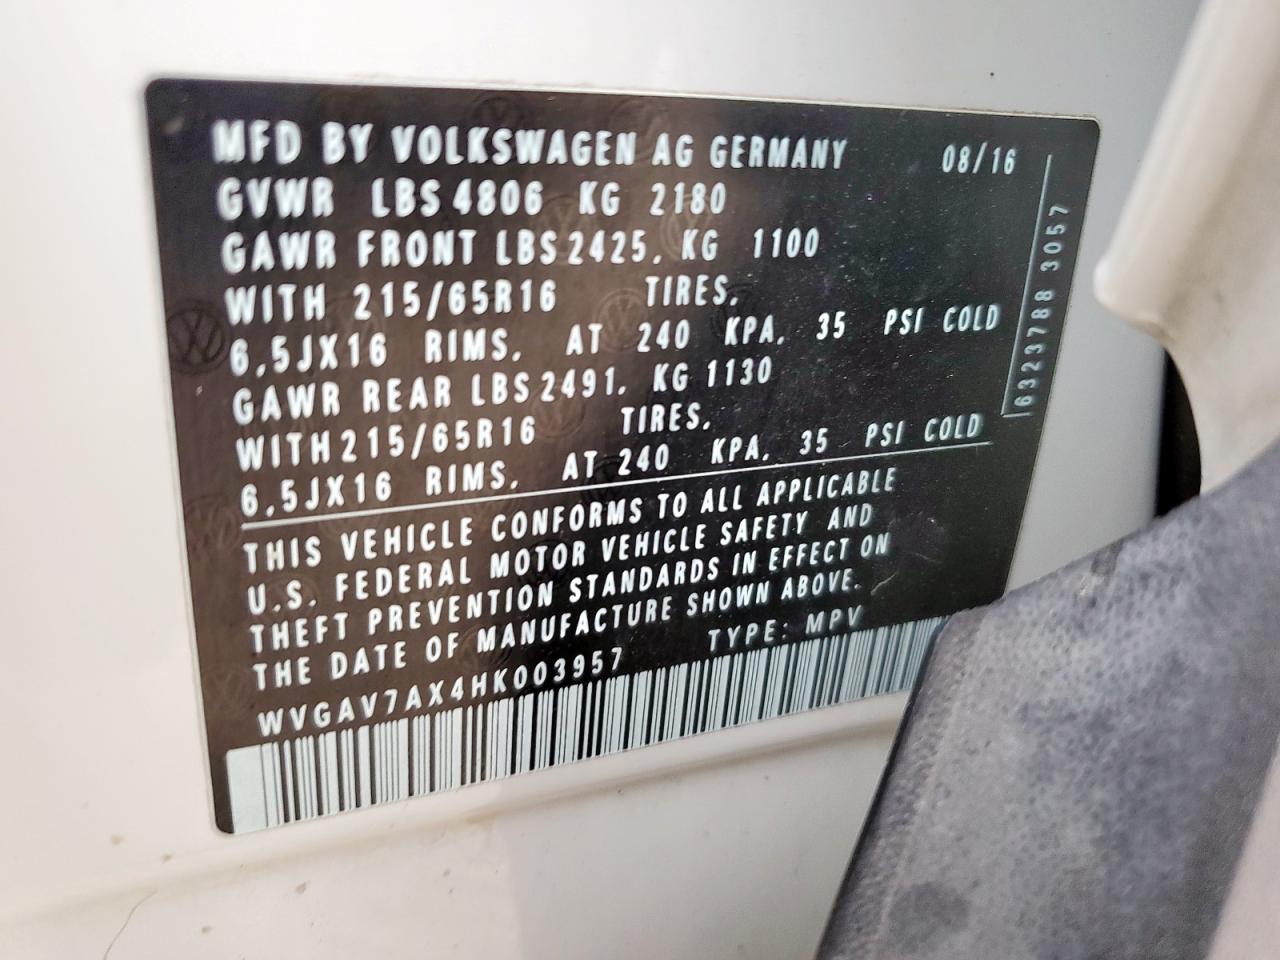 MFD BY VOLKSWAGEN AG GERMANY 08/16
GVWR LBS 4806 KG 2180
GAWR FRONT LBS 2425. KG 1100
WITH 215/65R16 TIRES.
6.5JX16 RIMS. AT 240 KPA. 35 PSI COLD
GAWR REAR LBS 2491. KG 1130
WITH 215/65R16 TIRES.
6.5JX16 RIMS. AT 240 KPA. 35 PSI COLD
THIS VEHICLE CONFORMS TO ALL APPLICABLE
U.S. FEDERAL MOTOR VEHICLE SAFETY AND
THEFT PREVENTION STANDARDS IN EFFECT ON
THE DATE OF MANUFACTURE SHOWN ABOVE.
WVGAV7AX4HK003957 TYPE: MPV
6323788 3057